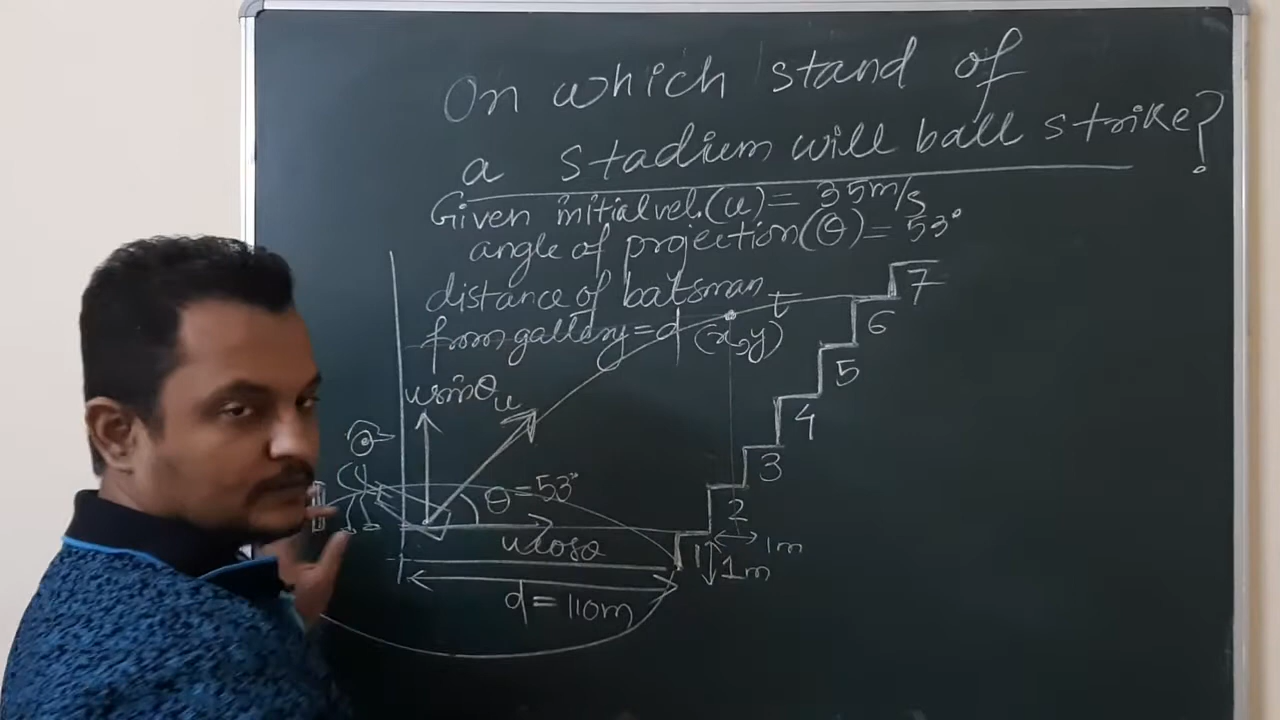 On which stand of
a stadium will ball strike?
Given initial vel.(u) = 35m/s
angle of projection(θ) = 53°
distance of batsman
from gallery = d
t
(x,y)
7
6
5
4
3
2
1
usinθ
u
θ = 53°
ucosθ
1m
1m
d = 110m